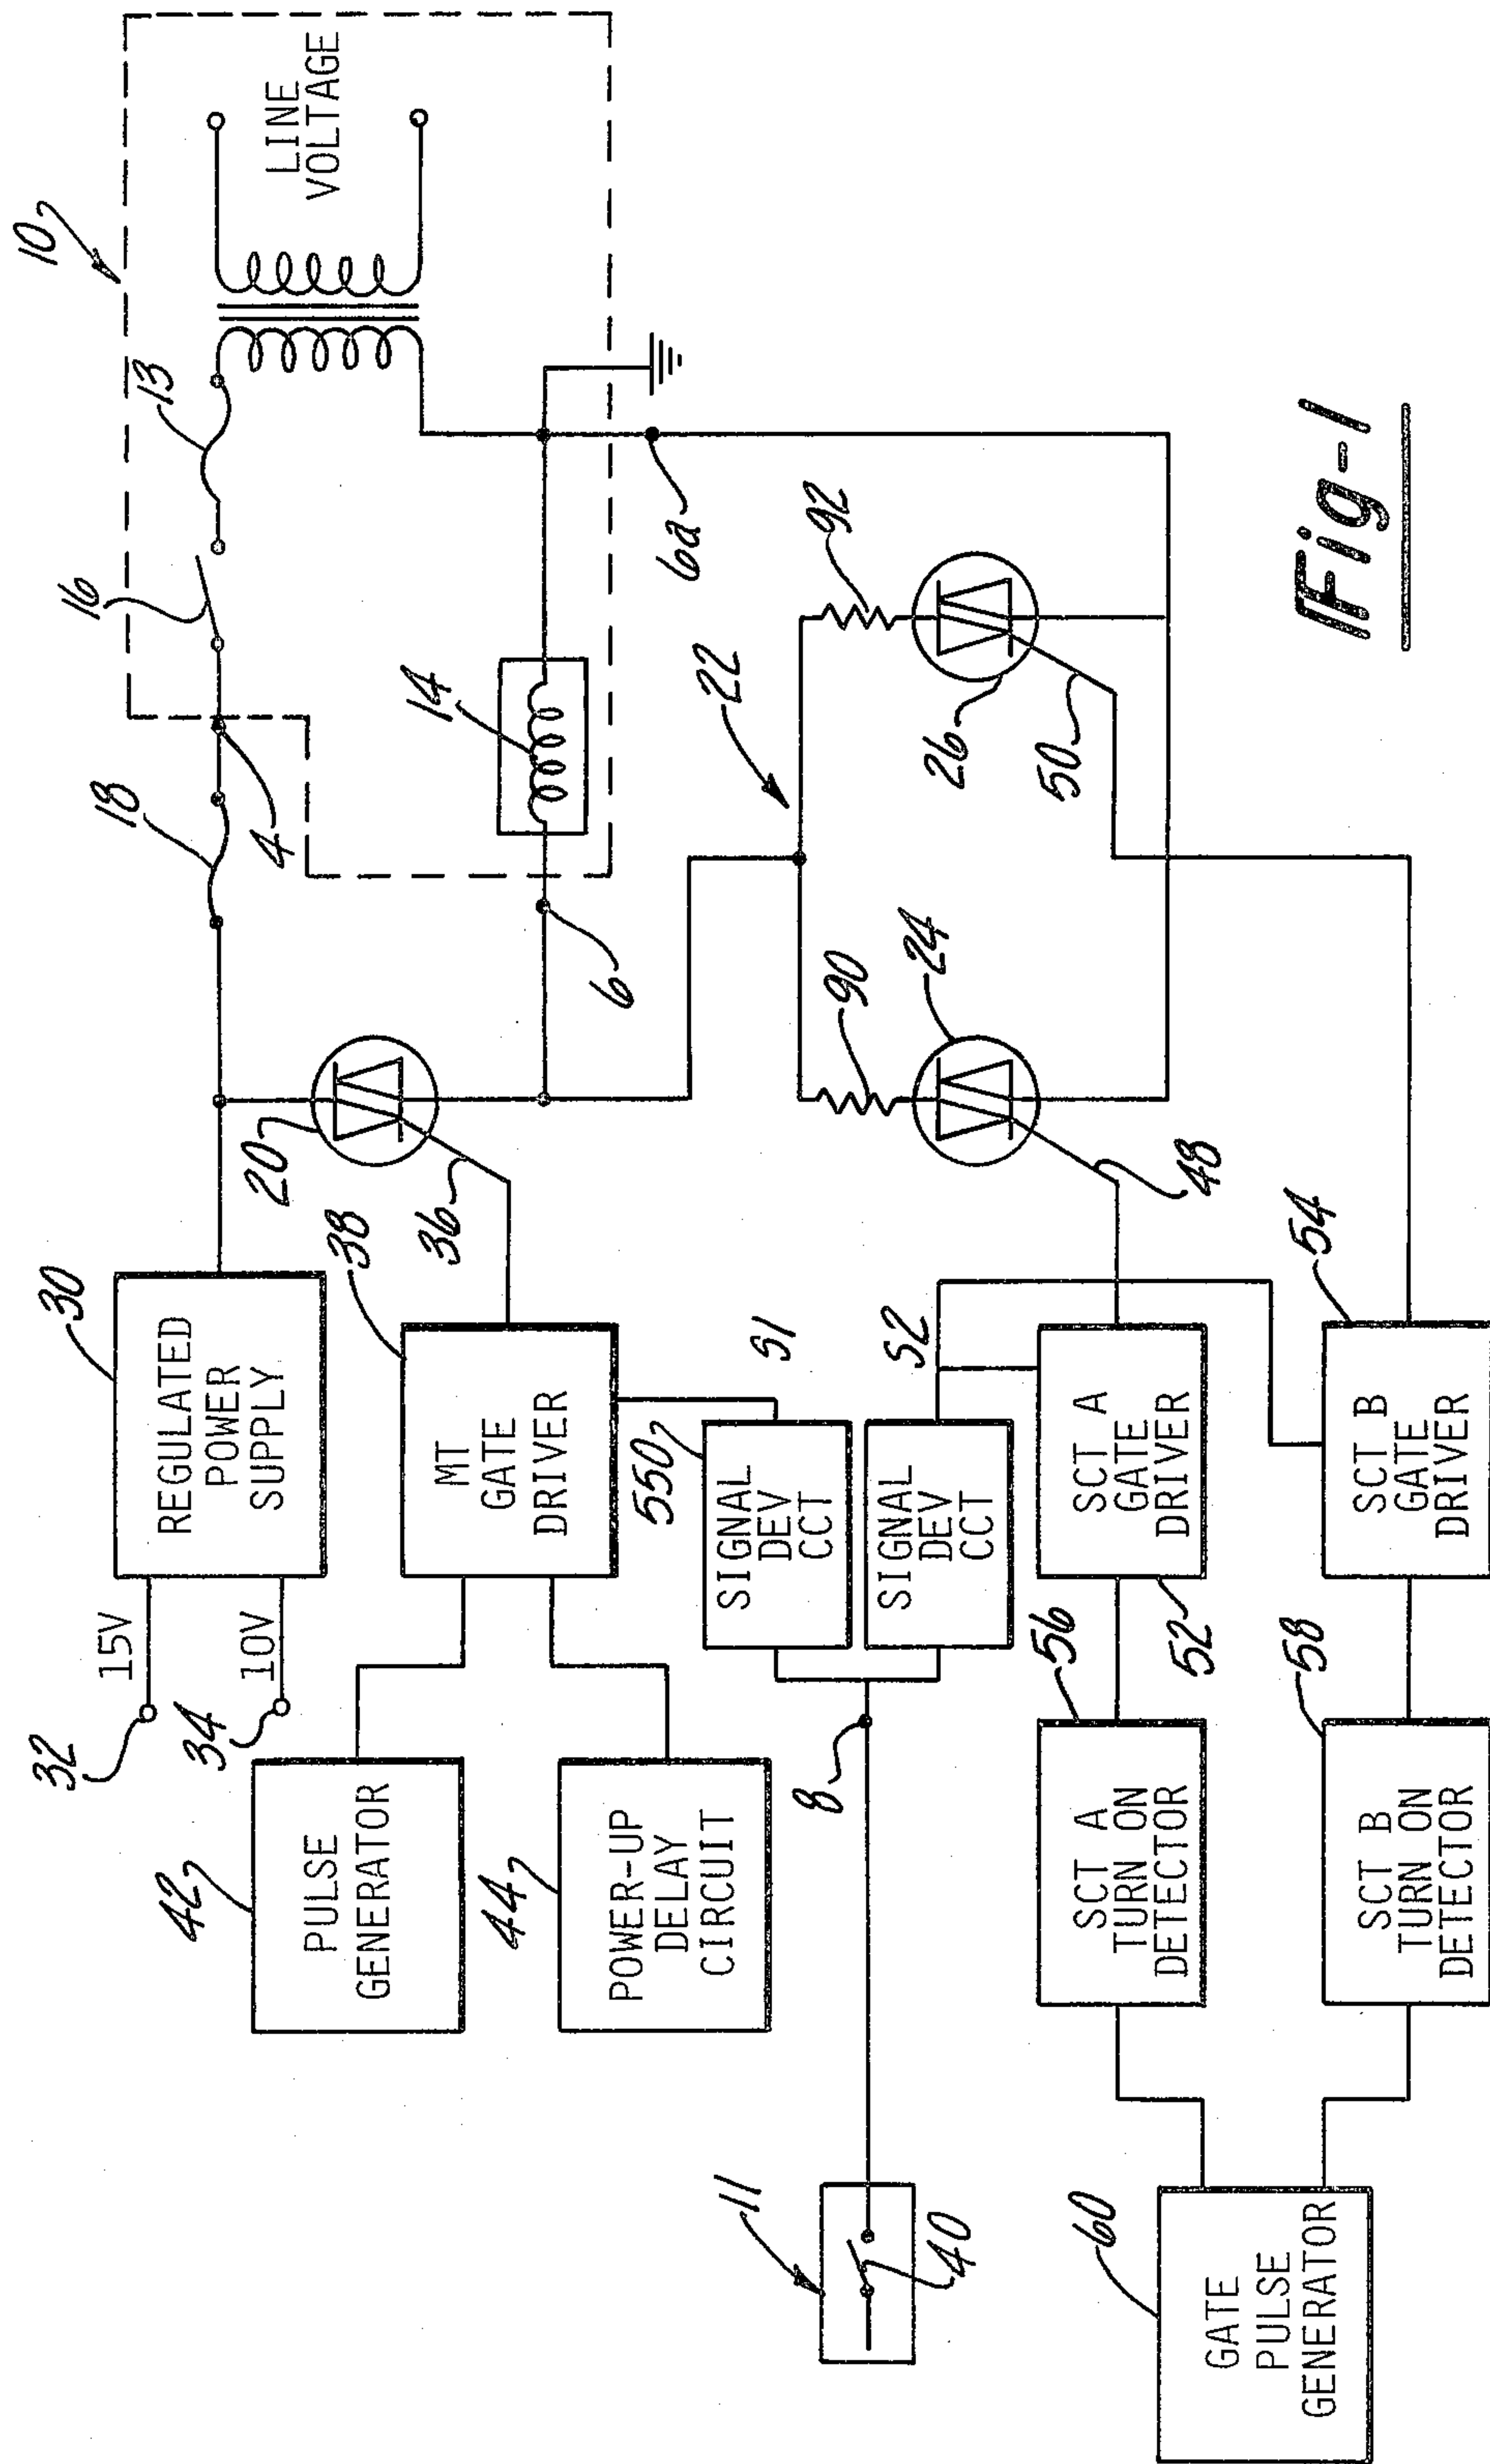 10
LINE
VOLTAGE
13
16
4
18
14
6
6a
20
36
30
REGULATED
POWER
SUPPLY
15V
10V
32
34
38
MT
GATE
DRIVER
42
PULSE
GENERATOR
44
POWER-UP
DELAY
CIRCUIT
550
SIGNAL
DEV
CCT
S1
SIGNAL
DEV
CCT
S2
8
11
40
22
90
92
24
26
48
50
SCT A
GATE
DRIVER
52
SCT B
GATE
DRIVER
54
56
SCT A
TURN ON
DETECTOR
58
SCT B
TURN ON
DETECTOR
60
GATE
PULSE
GENERATOR
Fig-1